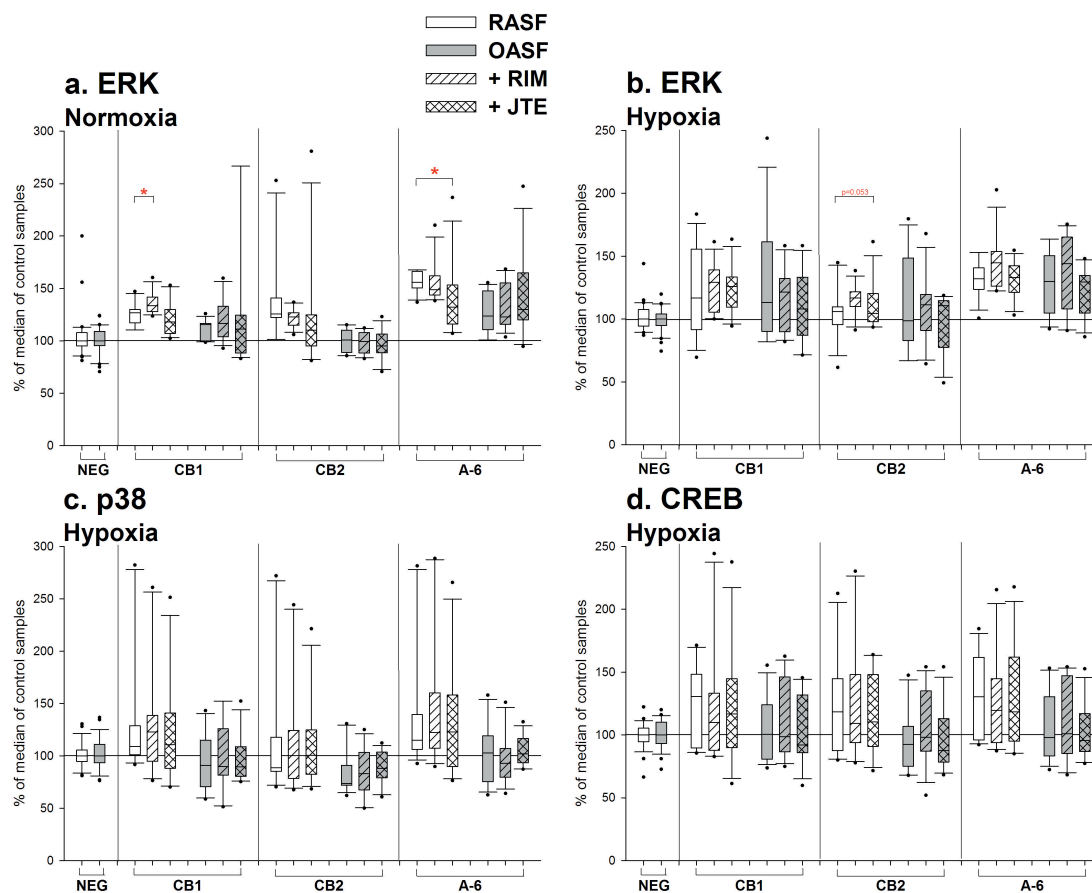 RASF
OASF
+ RIM
+ JTE
a. ERK
Normoxia
% of median of control samples
300
250
200
150
100
50
0
*
*
NEG
CB1
CB2
A-6
b. ERK
Hypoxia
% of median of control samples
250
200
150
100
50
0
p=0.053
NEG
CB1
CB2
A-6
c. p38
Hypoxia
% of median of control samples
300
250
200
150
100
50
0
NEG
CB1
CB2
A-6
d. CREB
Hypoxia
% of median of control samples
250
200
150
100
50
0
NEG
CB1
CB2
A-6